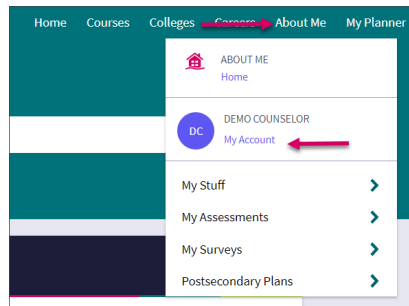 Home Courses Colleges Careers About Me My Planner
ABOUT ME
Home
DC
DEMO COUNSELOR
My Account
My Stuff
My Assessments
My Surveys
Postsecondary Plans